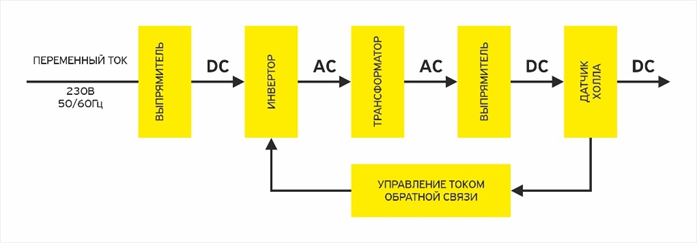 ПЕРЕМЕННЫЙ ТОК
230В
50/60Гц
ВЫПРЯМИТЕЛЬ
DC
ИНВЕРТОР
AC
ТРАНСФОРМАТОР
AC
ВЫПРЯМИТЕЛЬ
DC
ДАТЧИК
ХОЛЛА
DC
УПРАВЛЕНИЕ ТОКОМ
ОБРАТНОЙ СВЯЗИ